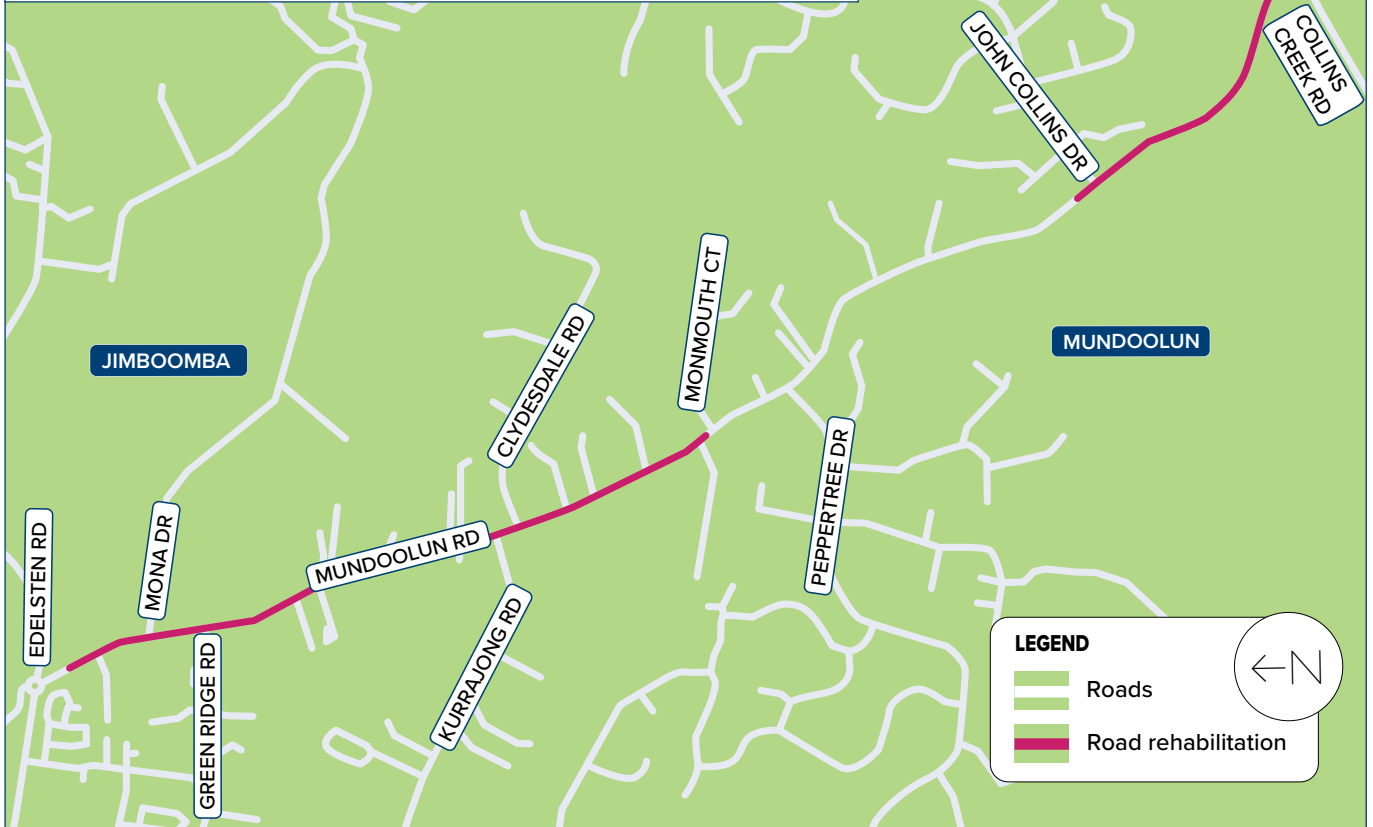 JOHN COLLINS DR
COLLINS
CREEK RD
MONMOUTH CT
CLYDESDALE RD
MUNDOOLUN
JIMBOOMBA
PEPPERTREE DR
MONA DR
EDELSTEN RD
MUNDOOLUN RD
KURRAJONG RD
GREEN RIDGE RD
LEGEND
Roads
Road rehabilitation
←N